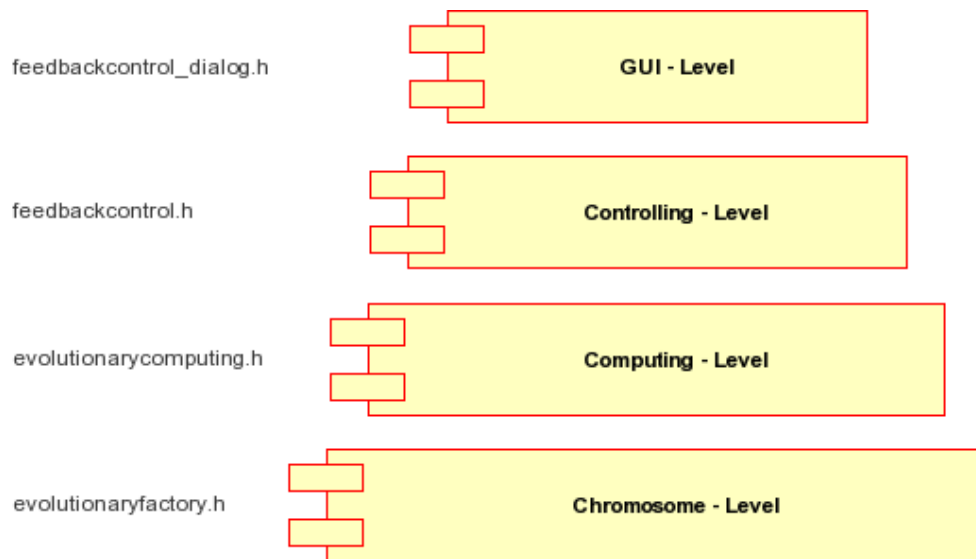 feedbackcontrol_dialog.h
GUI - Level
feedbackcontrol.h
Controlling - Level
evolutionarycomputing.h
Computing - Level
evolutionaryfactory.h
Chromosome - Level